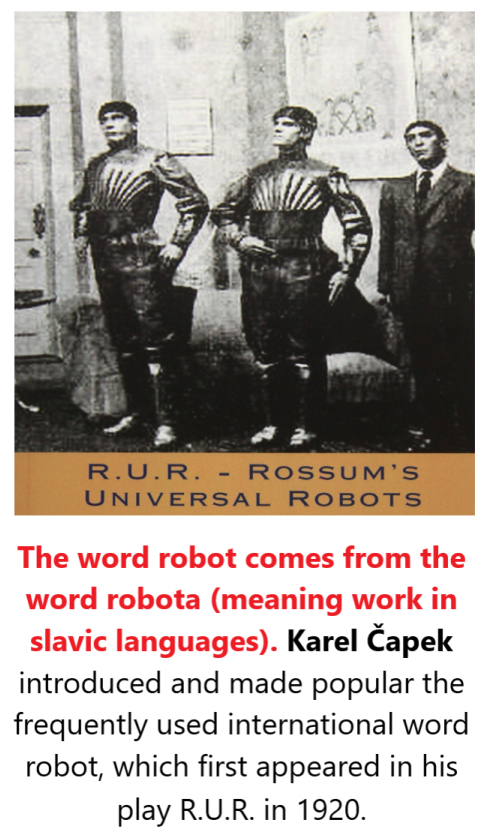 R.U.R. - ROSSUM'S
UNIVERSAL ROBOTS
The word robot comes from the
word robota (meaning work in
slavic languages). Karel Čapek
introduced and made popular the
frequently used international word
robot, which first appeared in his
play R.U.R. in 1920.